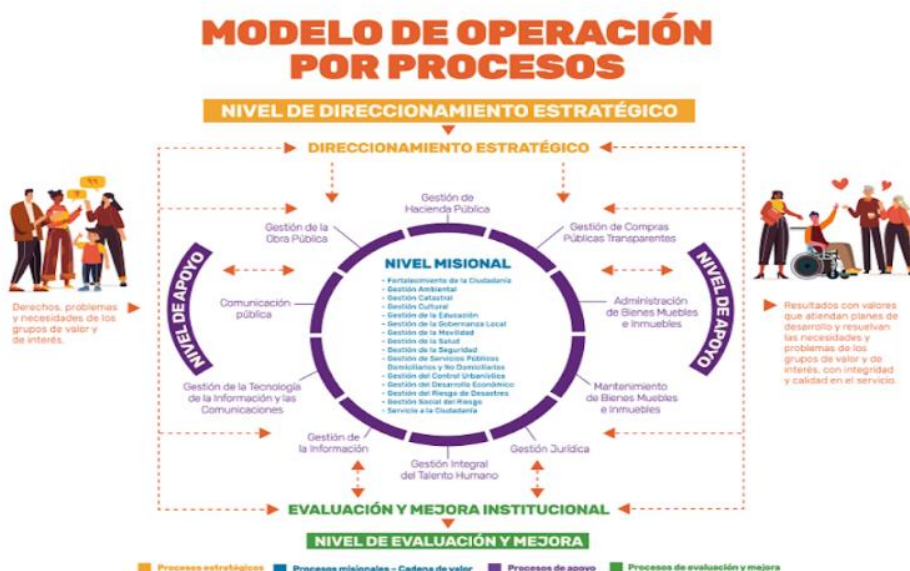 MODELO DE OPERACIÓN
POR PROCESOS
NIVEL DE DIRECCIONAMIENTO ESTRATÉGICO
DIRECCIONAMIENTO ESTRATÉGICO
Gestión de
Hacienda Pública
Gestión de la
Obra Pública
Gestión de Compras
Públicas Transparentes
NIVEL DE APOYO
Comunicación
pública
Gestión de la Tecnología
de la Información y las
Comunicaciones
Gestión de
la Información
Gestión Integral
del Talento Humano
Gestión Jurídica
Mantenimiento
de Bienes Muebles
e Inmuebles
Administración
de Bienes Muebles
e Inmuebles
NIVEL DE APOYO
NIVEL MISIONAL
- Fortalecimiento de la Ciudadanía
- Gestión Ambiental
- Gestión Catastral
- Gestión Cultural
- Gestión de la Educación
- Gestión de la Gobernanza Local
- Gestión de la Movilidad
- Gestión de la Salud
- Gestión de la Seguridad
- Gestión de Servicios Públicos
Domiciliarios y No Domiciliarios
- Gestión del Control Urbanístico
- Gestión del Desarrollo Económico
- Gestión del Riesgo de Desastres
- Gestión Social del Riesgo
- Servicio a la Ciudadanía
Derechos, problemas
y necesidades de los
grupos de valor y
de interés.
Resultados con valores
que atiendan planes de
desarrollo y resuelvan
las necesidades y
problemas de los
grupos de valor y de
interés, con integridad
y calidad en el servicio.
EVALUACIÓN Y MEJORA INSTITUCIONAL
NIVEL DE EVALUACIÓN Y MEJORA
Procesos estratégicos
Procesos misionales - Cadena de valor
Procesos de apoyo
Procesos de evaluación y mejora